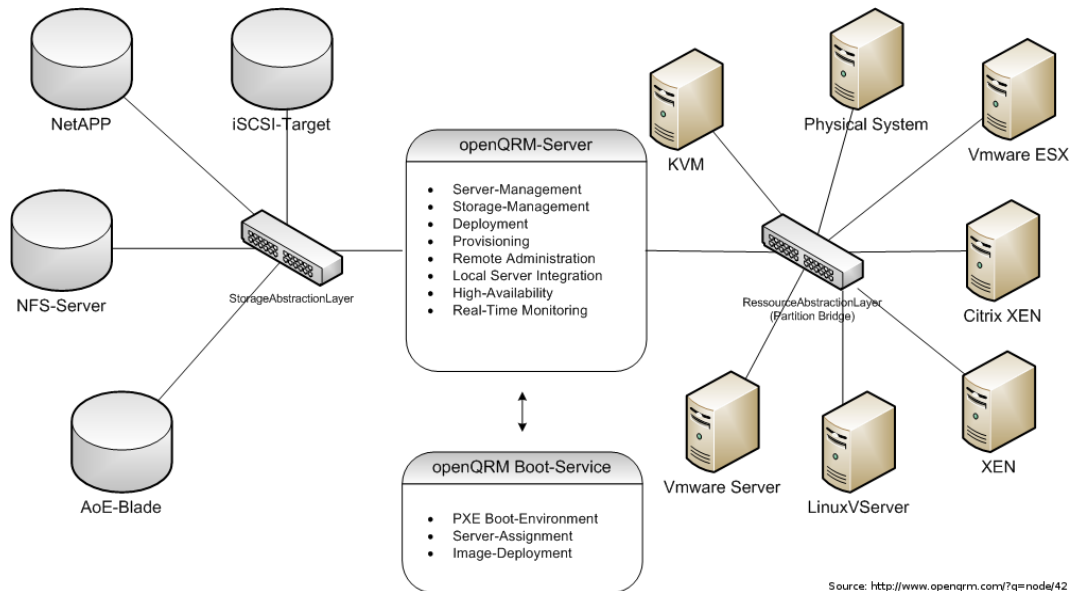 NetAPP
iSCSI-Target
NFS-Server
StorageAbstractionLayer
AoE-Blade
openQRM-Server
Server-Management
Storage-Management
Deployment
Provisioning
Remote Administration
Local Server Integration
High-Availability
Real-Time Monitoring
openQRM Boot-Service
PXE Boot-Environment
Server-Assignment
Image-Deployment
KVM
Physical System
Vmware ESX
RessourceAbstractionLayer
(Partition Bridge)
Citrix XEN
XEN
Vmware Server
LinuxVServer
Source: http://www.openqrm.com/?q=node/42